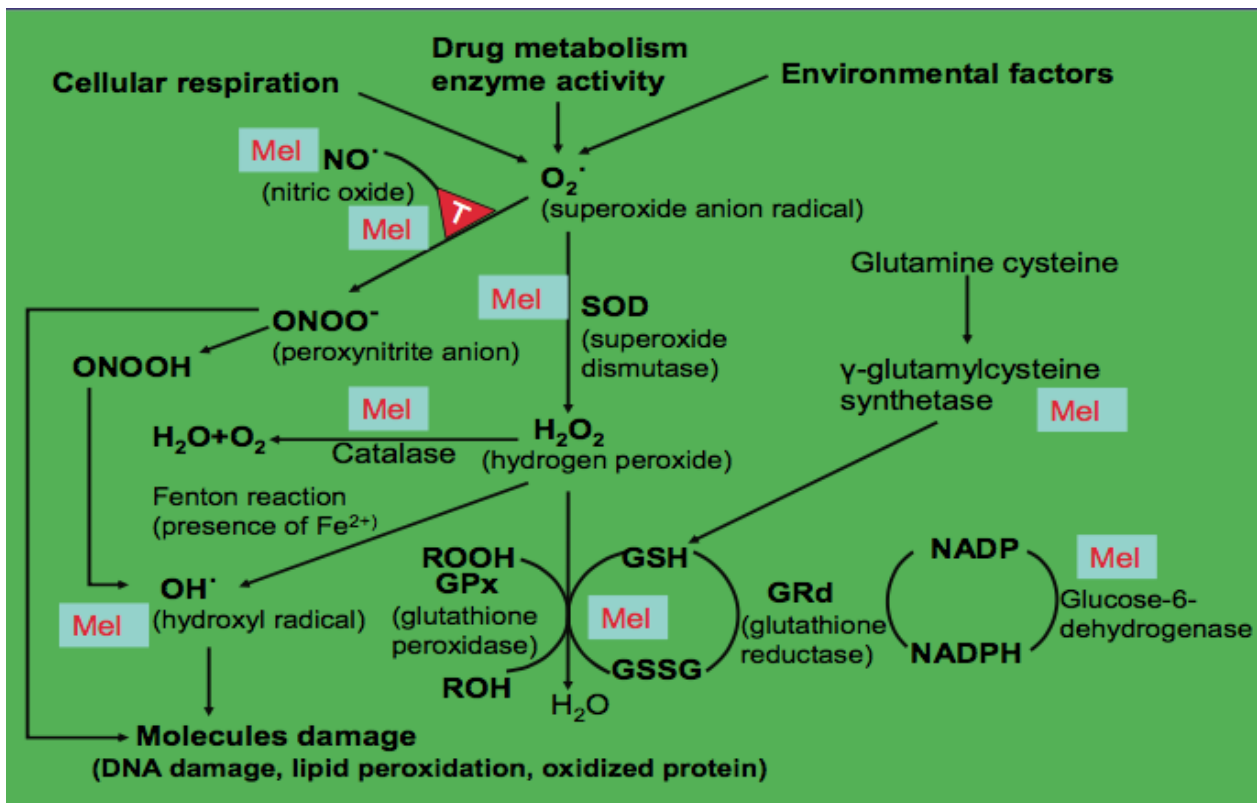 Drug metabolism
enzyme activity
Cellular respiration
Environmental factors
Mel
NO˙
(nitric oxide)
O₂˙
(superoxide anion radical)
T
Mel
Glutamine cysteine
Mel
SOD
(superoxide
dismutase)
ONOO⁻
(peroxynitrite anion)
ONOOH
γ-glutamylcysteine
synthetase
Mel
Mel
H₂O+O₂
Catalase
H₂O₂
(hydrogen peroxide)
Fenton reaction
(presence of Fe²⁺)
ROOH
GPx
(glutathione
peroxidase)
ROH
GSH
Mel
GSSG
H₂O
GRd
(glutathione
reductase)
NADP
NADPH
Mel
Glucose-6-
dehydrogenase
OH˙
(hydroxyl radical)
Mel
Molecules damage
(DNA damage, lipid peroxidation, oxidized protein)